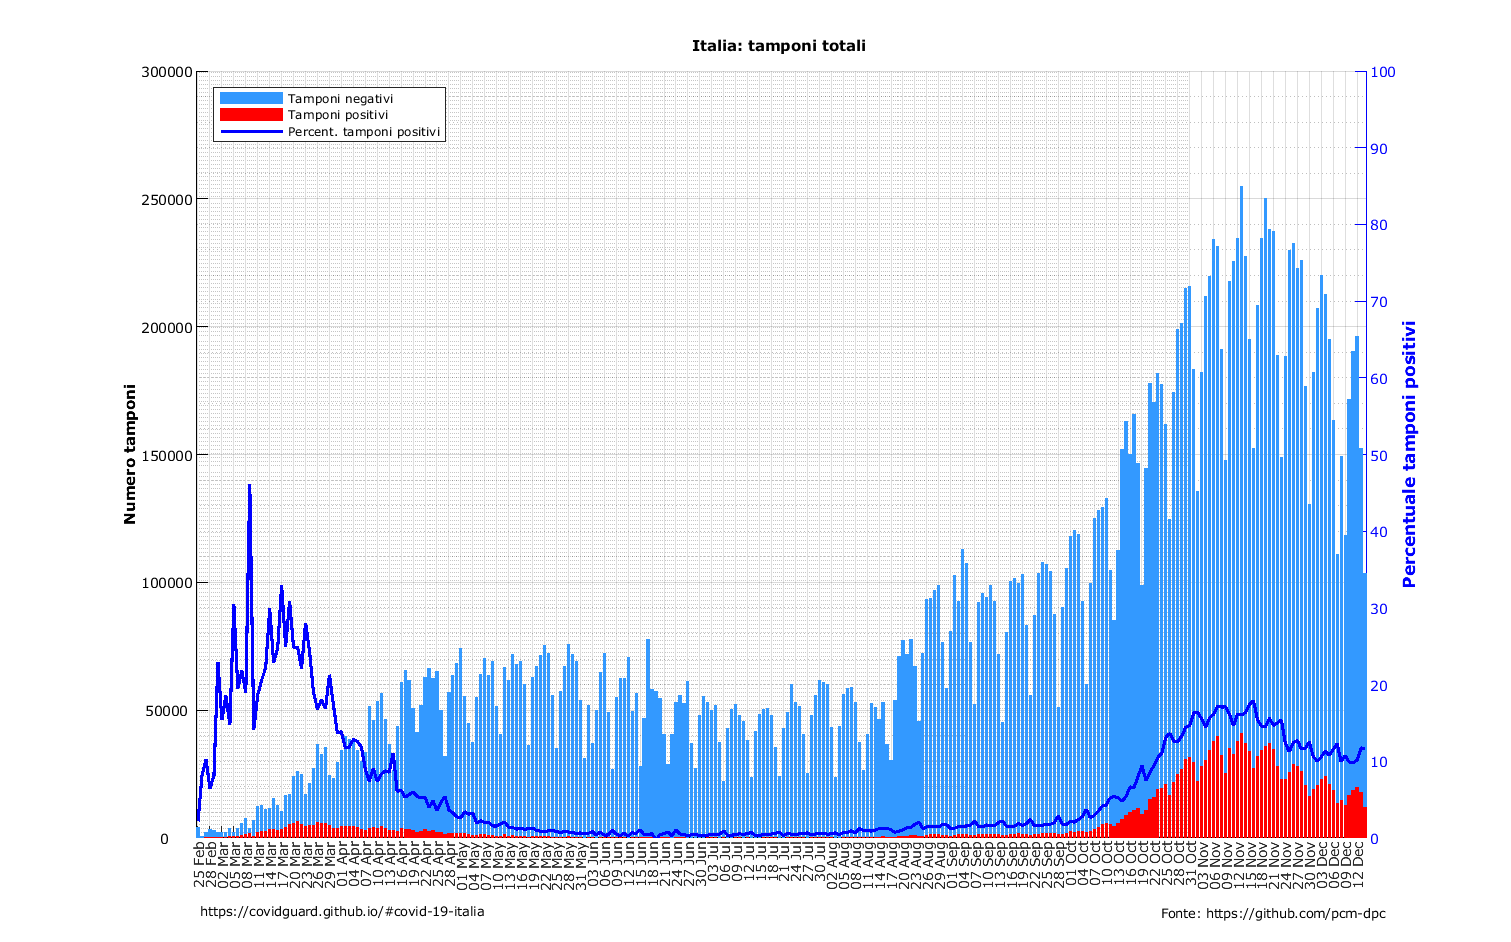 Italia: tamponi totali
300000
250000
200000
150000
100000
50000
0
Numero tamponi
Tamponi negativi
Tamponi positivi
Percent. tamponi positivi
100
90
80
70
60
50
40
30
20
10
0
Percentuale tamponi positivi
25 Feb
28 Feb
02 Mar
05 Mar
08 Mar
11 Mar
14 Mar
17 Mar
20 Mar
23 Mar
26 Mar
29 Mar
01 Apr
04 Apr
07 Apr
10 Apr
13 Apr
16 Apr
19 Apr
22 Apr
25 Apr
28 Apr
01 May
04 May
07 May
10 May
13 May
16 May
19 May
22 May
25 May
28 May
31 May
03 Jun
06 Jun
09 Jun
12 Jun
15 Jun
18 Jun
21 Jun
24 Jun
27 Jun
30 Jun
03 Jul
06 Jul
09 Jul
12 Jul
15 Jul
18 Jul
21 Jul
24 Jul
27 Jul
30 Jul
02 Aug
05 Aug
08 Aug
11 Aug
14 Aug
17 Aug
20 Aug
23 Aug
26 Aug
29 Aug
01 Sep
04 Sep
07 Sep
10 Sep
13 Sep
16 Sep
19 Sep
22 Sep
25 Sep
28 Sep
01 Oct
04 Oct
07 Oct
10 Oct
13 Oct
16 Oct
19 Oct
22 Oct
25 Oct
28 Oct
31 Oct
03 Nov
06 Nov
09 Nov
12 Nov
15 Nov
18 Nov
21 Nov
24 Nov
27 Nov
30 Nov
03 Dec
06 Dec
09 Dec
12 Dec
https://covidguard.github.io/#covid-19-italia
Fonte: https://github.com/pcm-dpc